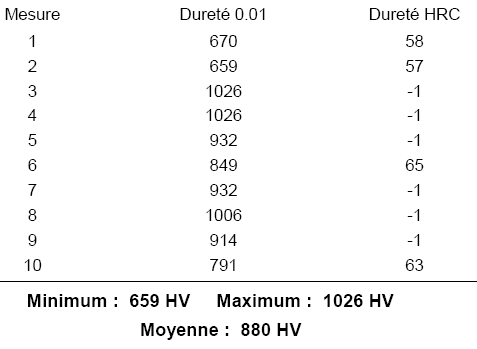 Mesure Dureté 0.01 Dureté HRC
1 670 58
2 659 57
3 1026 -1
4 1026 -1
5 932 -1
6 849 65
7 932 -1
8 1006 -1
9 914 -1
10 791 63
Minimum : 659 HV Maximum : 1026 HV
Moyenne : 880 HV